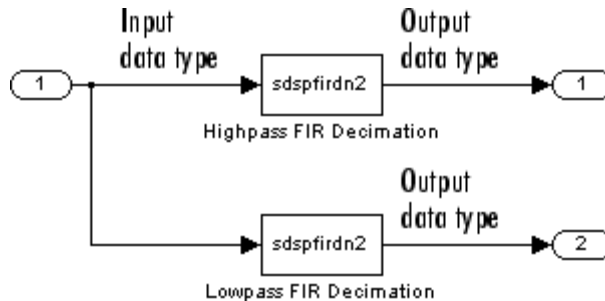 Input
data type
Output
data type
1
sdspfirdn2
1
Highpass FIR Decimation
Output
data type
sdspfirdn2
2
Lowpass FIR Decimation